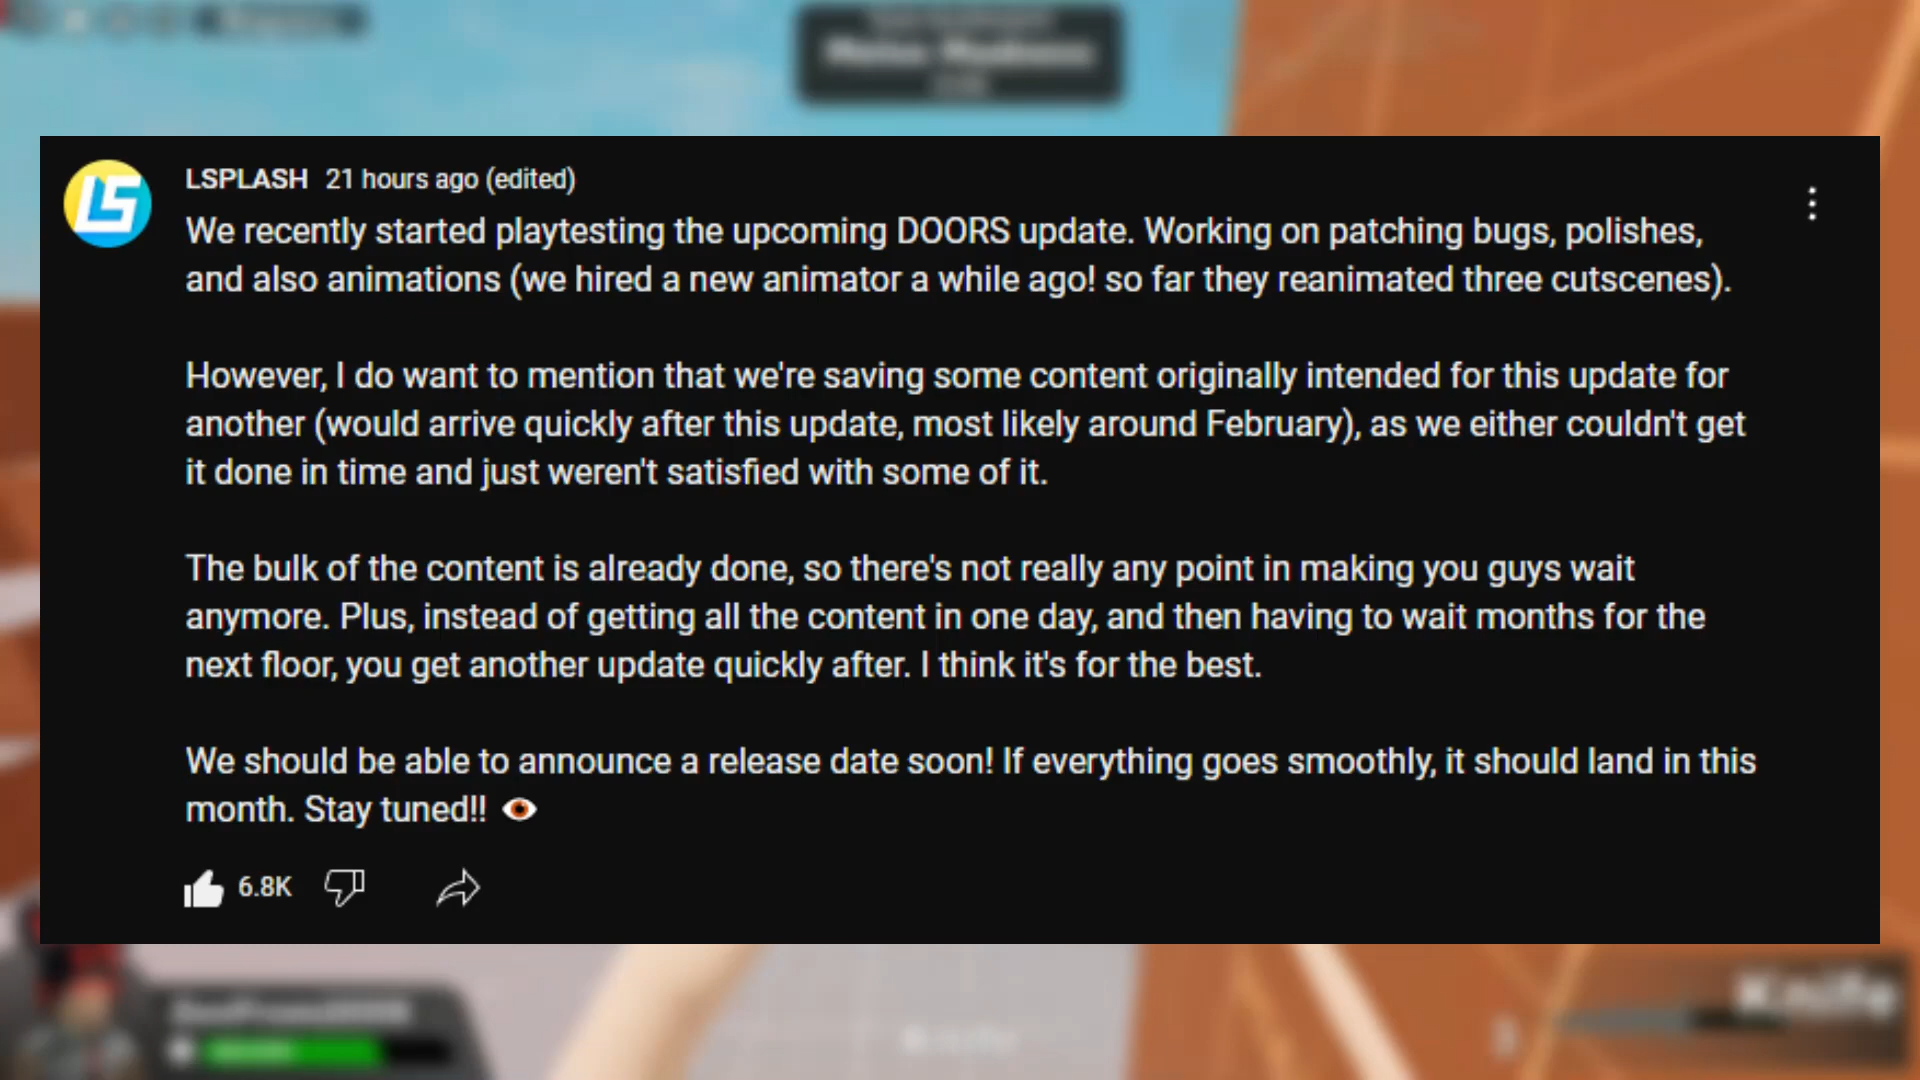 LSPLASH 21 hours ago (edited)
We recently started playtesting the upcoming DOORS update. Working on patching bugs, polishes,
and also animations (we hired a new animator a while ago! so far they reanimated three cutscenes).
However, I do want to mention that we're saving some content originally intended for this update for
another (would arrive quickly after this update, most likely around February), as we either couldn't get
it done in time and just weren't satisfied with some of it.
The bulk of the content is already done, so there's not really any point in making you guys wait
anymore. Plus, instead of getting all the content in one day, and then having to wait months for the
next floor, you get another update quickly after. I think it's for the best.
We should be able to announce a release date soon! If everything goes smoothly, it should land in this
month. Stay tuned!! 👁️
6.8K
Knife